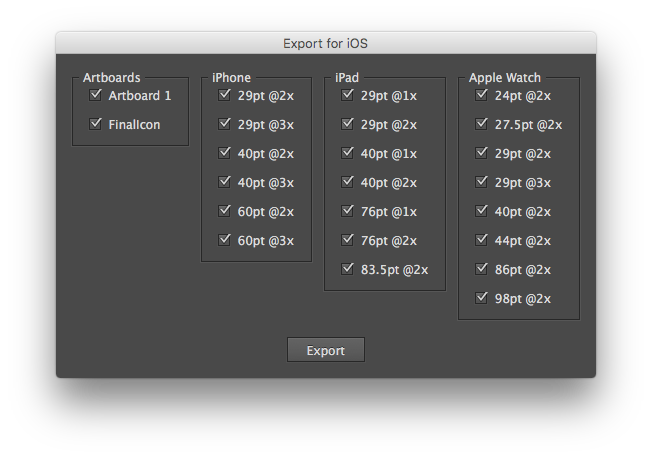 Export for iOS
Artboards
Artboard 1
FinalIcon
iPhone
29pt @2x
29pt @3x
40pt @2x
40pt @3x
60pt @2x
60pt @3x
iPad
29pt @1x
29pt @2x
40pt @1x
40pt @2x
76pt @1x
76pt @2x
83.5pt @2x
Apple Watch
24pt @2x
27.5pt @2x
29pt @2x
29pt @3x
40pt @2x
44pt @2x
86pt @2x
98pt @2x
Export